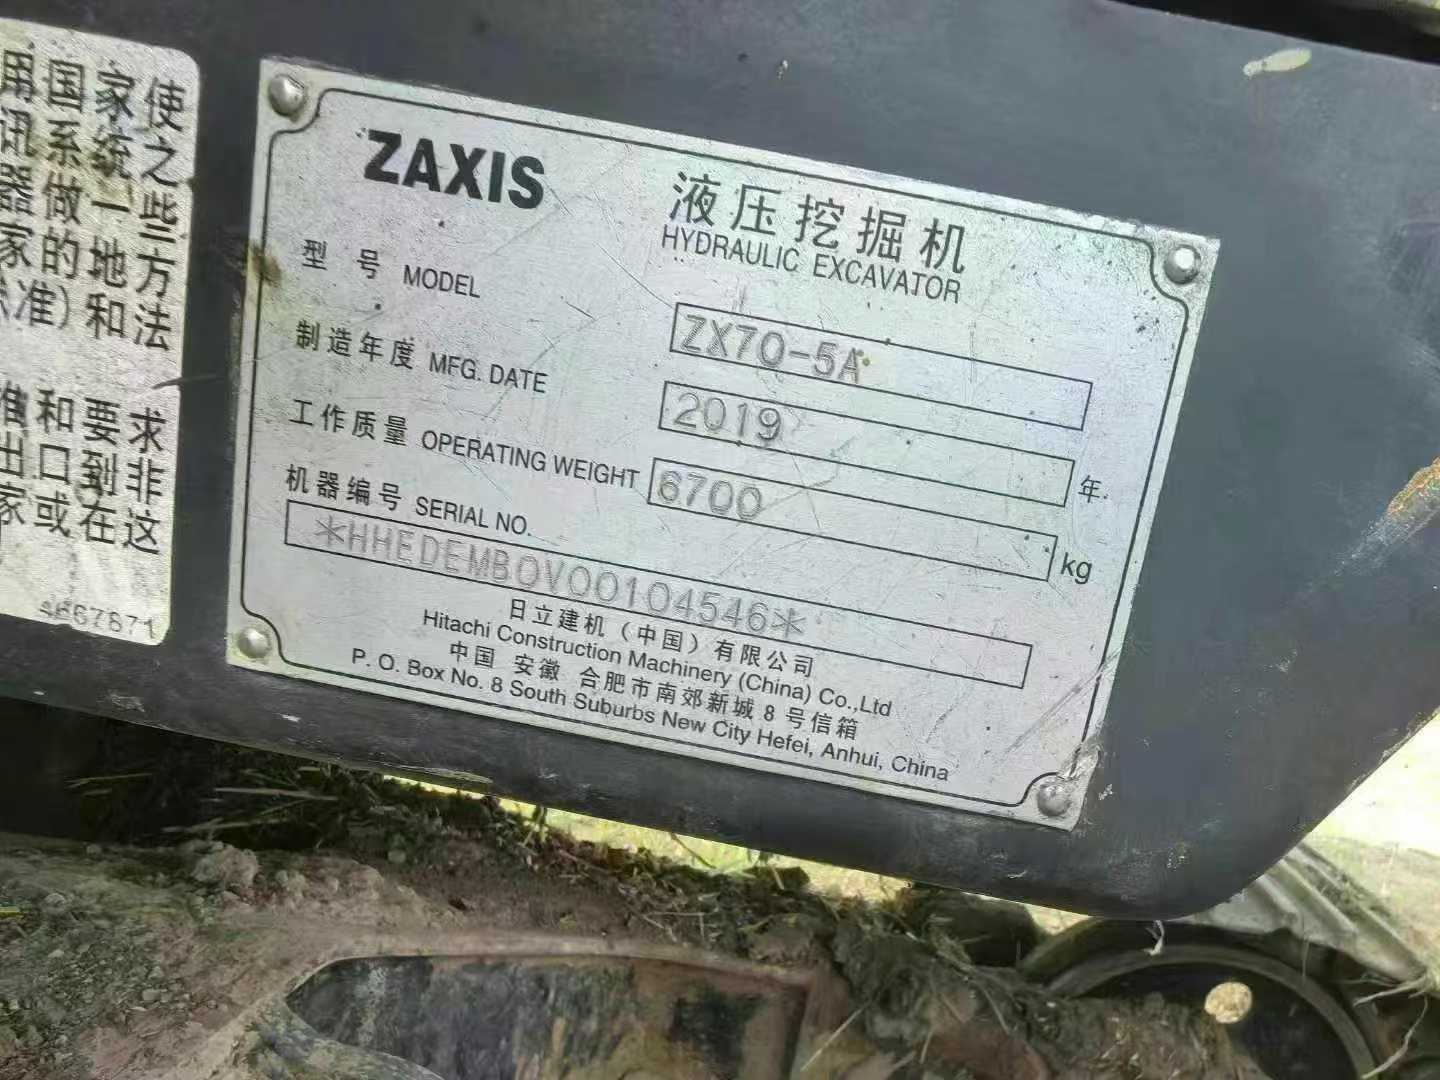 用国家使
讯系统之
器做一些
家的地方
准)和法
准和要求
出口到非
家或在这
4667871
ZAXIS
液压挖掘机
HYDRAULIC EXCAVATOR
型号 MODEL ZX70-5A
制造年度 MFG. DATE 2019 年
工作质量 OPERATING WEIGHT 6700 kg
机器编号 SERIAL NO.
*HHEDEMB0V00104546*
日立建机(中国)有限公司
Hitachi Construction Machinery (China) Co.,Ltd
中国 安徽 合肥市南郊新城8号信箱
P. O. Box No. 8 South Suburbs New City Hefei, Anhui, China